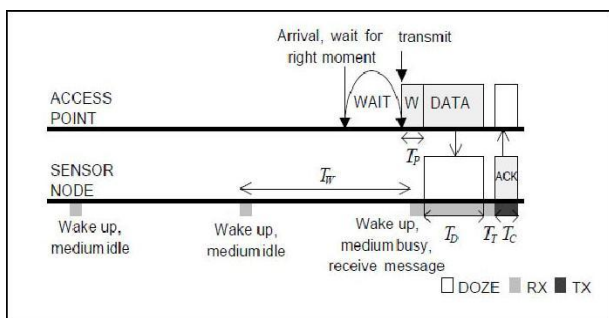 Arrival, wait for
right moment
transmit
ACCESS
POINT
WAIT
W
DATA
T_P
SENSOR
NODE
T_W
ACK
Wake up,
medium idle
Wake up,
medium idle
Wake up,
medium busy,
receive message
T_D
T_T
T_C
DOZE
RX
TX